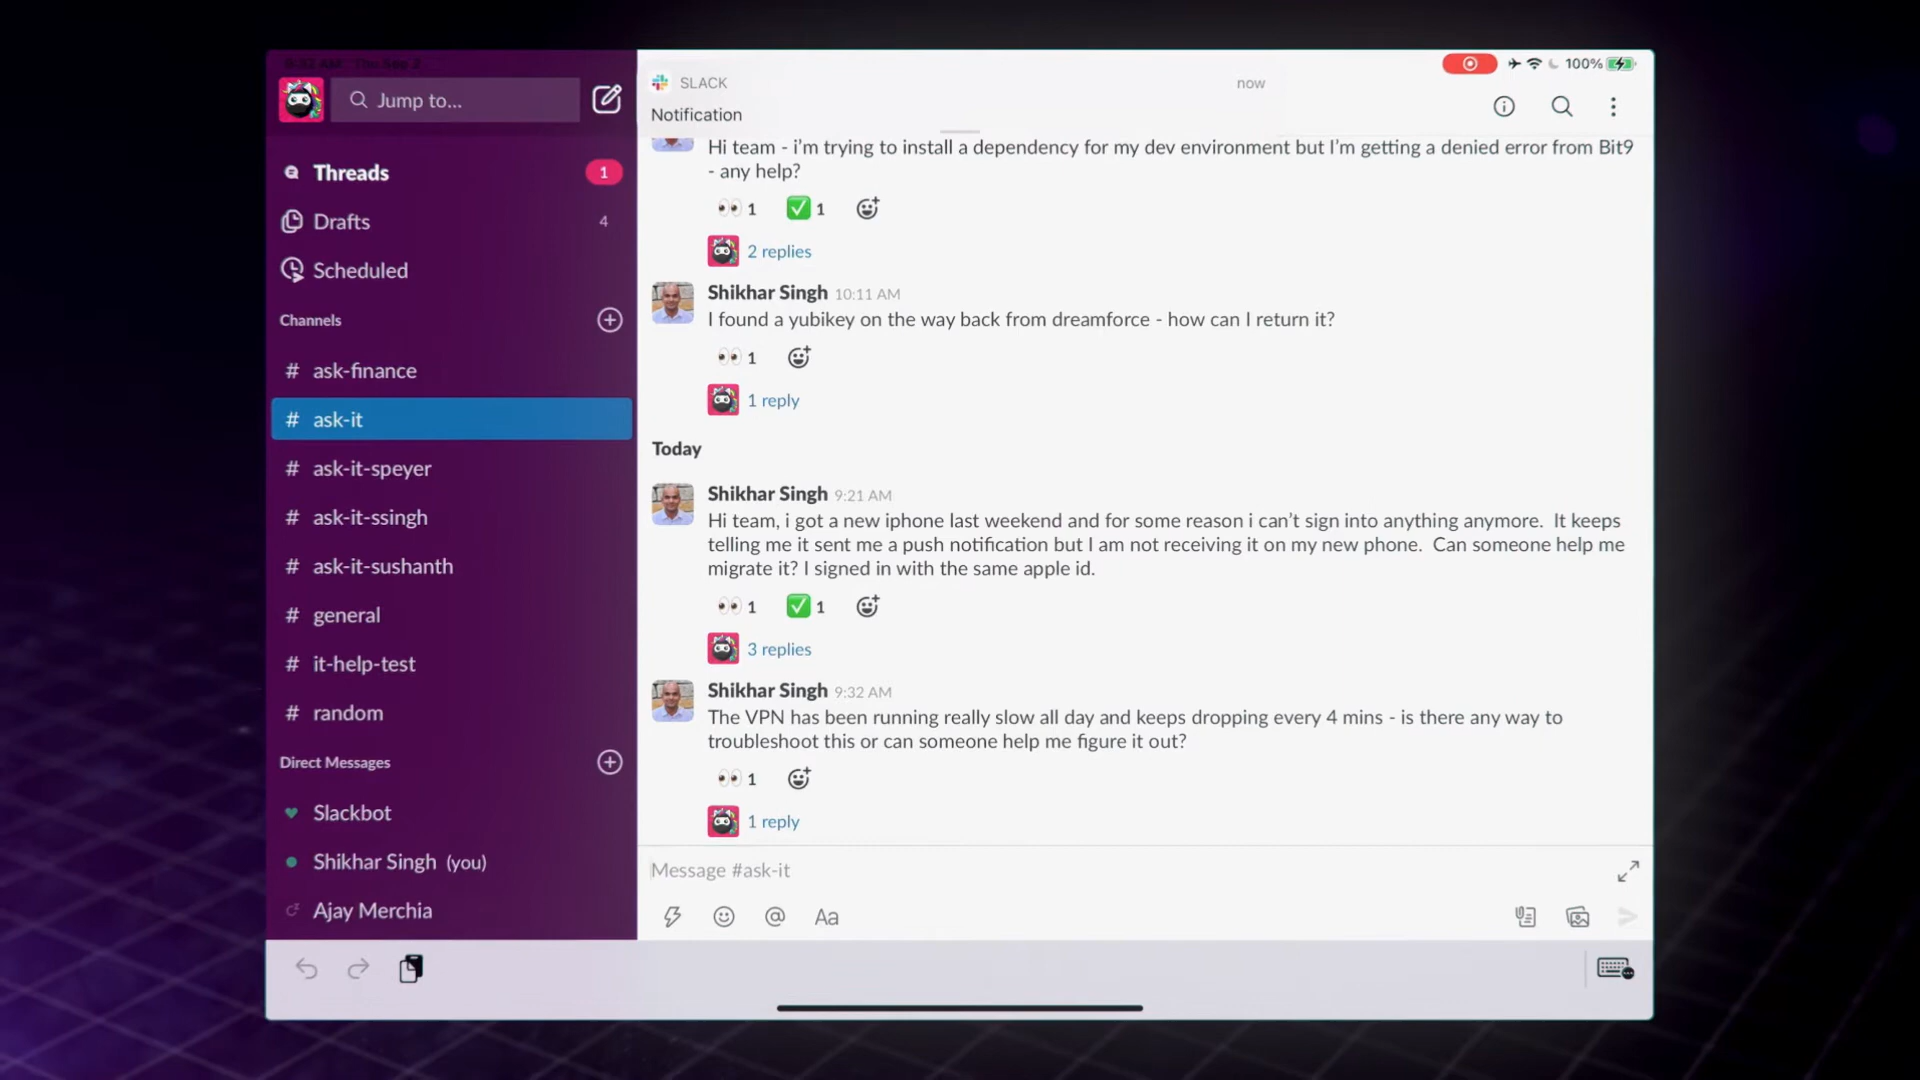 Jump to...
Threads
1
Drafts
4
Scheduled
Channels
# ask-finance
# ask-it
# ask-it-speyer
# ask-it-ssingh
# ask-it-sushanth
# general
# it-help-test
# random
Direct Messages
Slackbot
Shikhar Singh (you)
Ajay Merchia
100%
SLACK
now
Notification
Hi team - i’m trying to install a dependency for my dev environment but I’m getting a denied error from Bit9
- any help?
1 1
2 replies
Shikhar Singh 10:11 AM
I found a yubikey on the way back from dreamforce - how can I return it?
1
1 reply
Today
Shikhar Singh 9:21 AM
Hi team, i got a new iphone last weekend and for some reason i can’t sign into anything anymore. It keeps
telling me it sent me a push notification but I am not receiving it on my new phone. Can someone help me
migrate it? I signed in with the same apple id.
1 1
3 replies
Shikhar Singh 9:32 AM
The VPN has been running really slow all day and keeps dropping every 4 mins - is there any way to
troubleshoot this or can someone help me figure it out?
1
1 reply
Message #ask-it
@ Aa